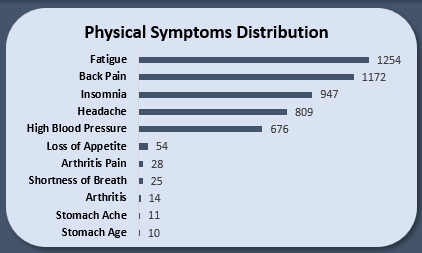 Physical Symptoms Distribution
Fatigue 1254
Back Pain 1172
Insomnia 947
Headache 809
High Blood Pressure 676
Loss of Appetite 54
Arthritis Pain 28
Shortness of Breath 25
Arthritis 14
Stomach Ache 11
Stomach Age 10